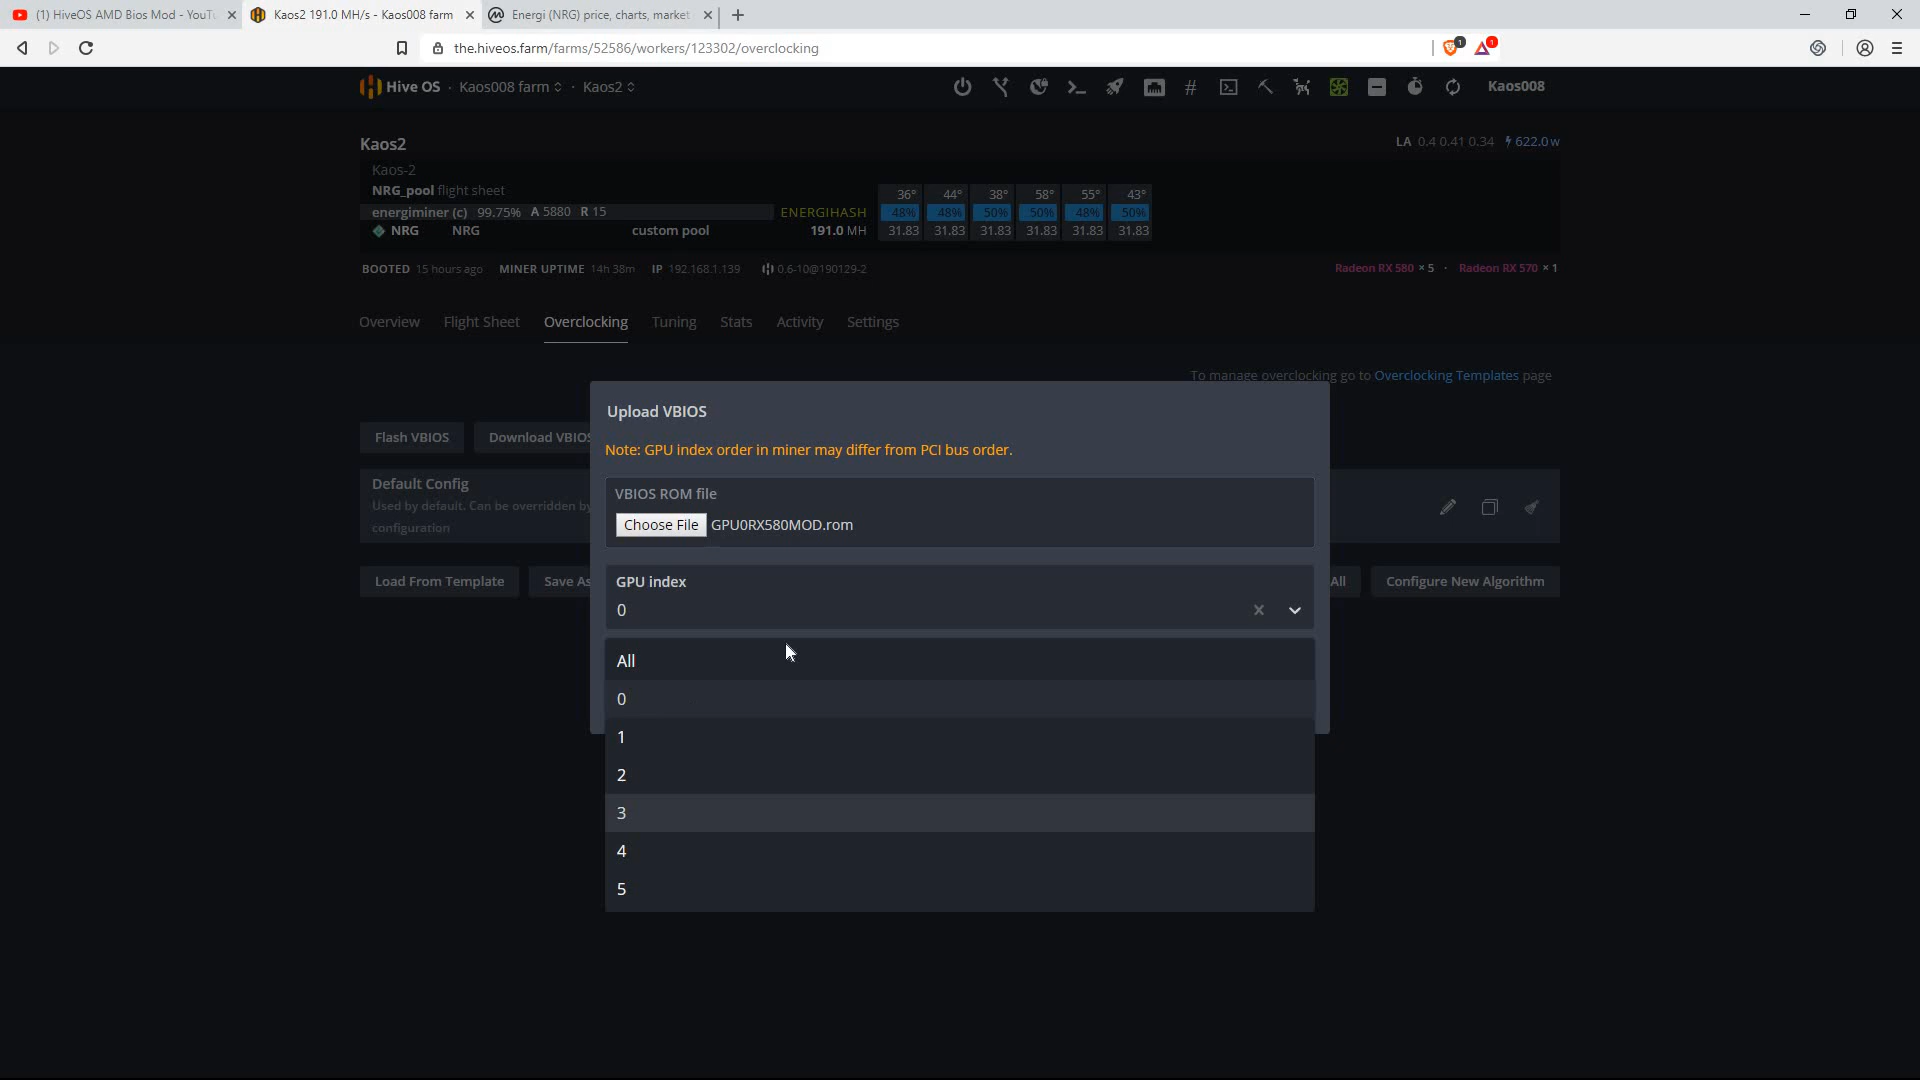 (1) HiveOS AMD Bios Mod - YouTu
Kaos2 191.0 MH/s - Kaos008 farm
Energi (NRG) price, charts, market
the.hiveos.farm/farms/52586/workers/123302/overclocking
1
1
Hive OS · Kaos008 farm · Kaos2
Kaos008
Kaos2
LA 0.4 0.41 0.34 622.0 w
Kaos-2
NRG_pool flight sheet
36° 44° 38° 58° 55° 43°
energiminer (c) 99.75% A 5880 R 15 ENERGIHASH 48% 48% 50% 50% 48% 50%
NRG NRG custom pool 191.0 MH 31.83 31.83 31.83 31.83 31.83 31.83
BOOTED 15 hours ago MINER UPTIME 14h 38m IP 192.168.1.139 0.6-10@190129-2
Radeon RX 580 × 5 · Radeon RX 570 × 1
Overview Flight Sheet Overclocking Tuning Stats Activity Settings
To manage overclocking go to Overclocking Templates page
Flash VBIOS Download VBIOS
Default Config
Used by default. Can be overridden by
configuration
Load From Template Save As All Configure New Algorithm
Upload VBIOS
Note: GPU index order in miner may differ from PCI bus order.
VBIOS ROM file
Choose File GPU0RX580MOD.rom
GPU index
0
All
0
1
2
3
4
5